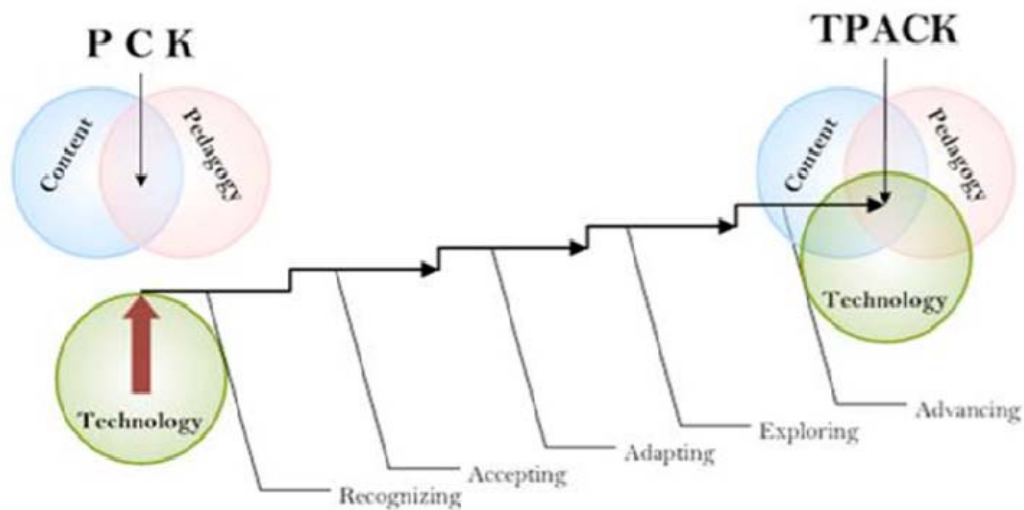 P C K
TPACK
Content
Pedagogy
Content
Pedagogy
Technology
Technology
Advancing
Exploring
Adapting
Accepting
Recognizing